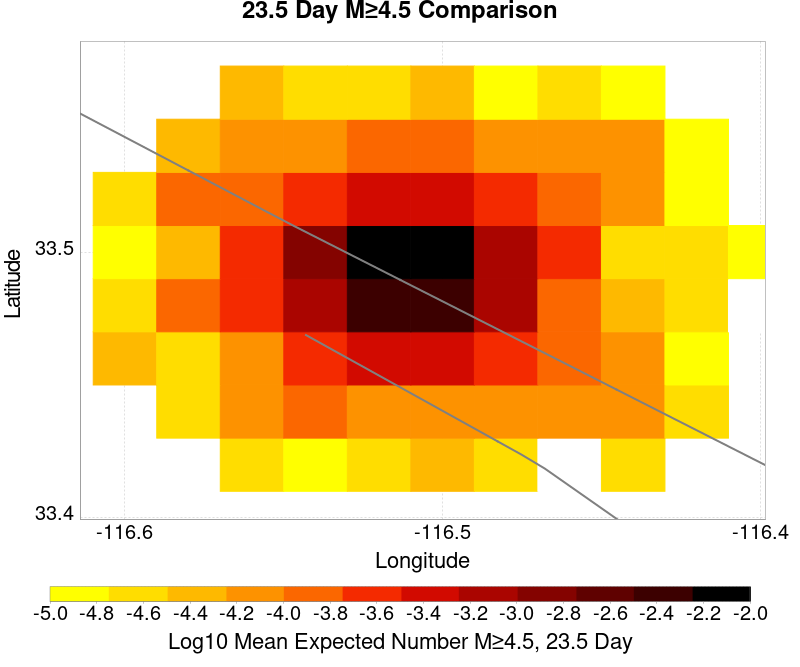 23.5 Day M≥4.5 Comparison
Latitude
33.5
33.4
-116.6 -116.5 -116.4
Longitude
-5.0 -4.8 -4.6 -4.4 -4.2 -4.0 -3.8 -3.6 -3.4 -3.2 -3.0 -2.8 -2.6 -2.4 -2.2 -2.0
Log10 Mean Expected Number M≥4.5, 23.5 Day